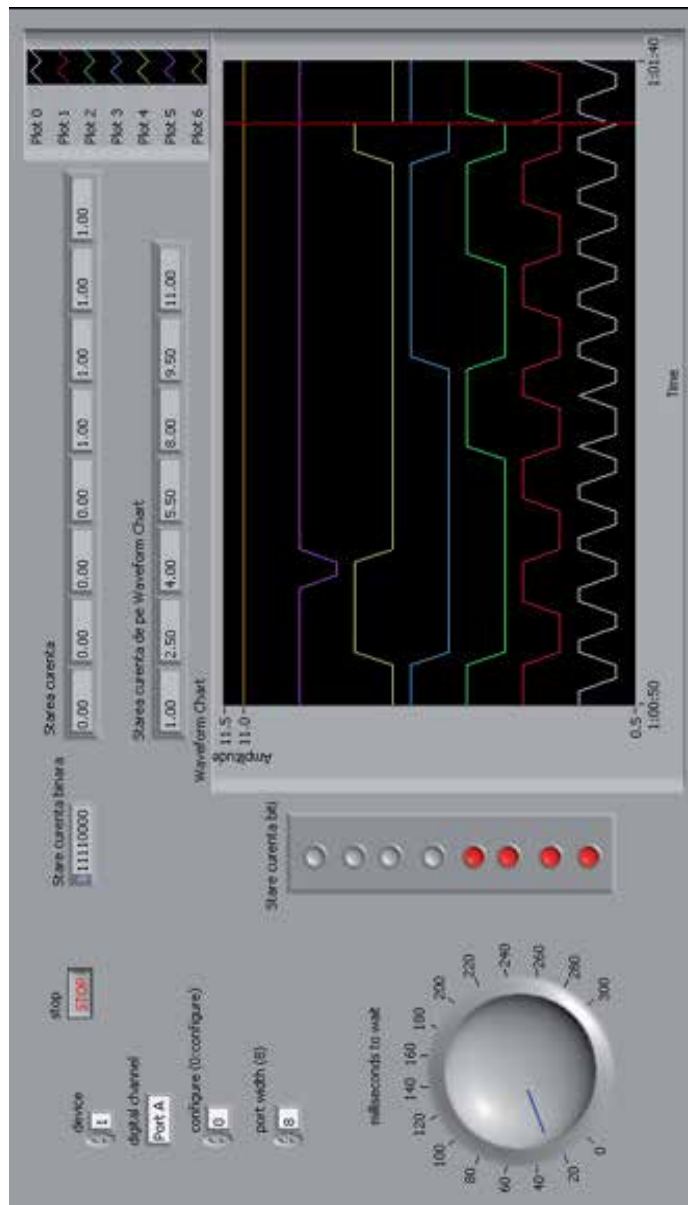 device
1
digital channel
Port A
configure (0:configure)
0
port width (8)
8
stop
STOP
milliseconds to wait
0
20
40
60
80
100
120
140
160
180
200
220
240
260
280
300
Stare curenta binara
11110000
Stare curenta biti
Starea curenta
0.00 0.00 0.00 0.00 1.00 1.00 1.00 1.00
Starea curenta de pe Waveform Chart
1.00 2.50 4.00 5.50 8.00 9.50 11.00
Waveform Chart
Plot 0
Plot 1
Plot 2
Plot 3
Plot 4
Plot 5
Plot 6
Amplitude
11.5
11.0
0.5
1:00:50
1:01:40
Time